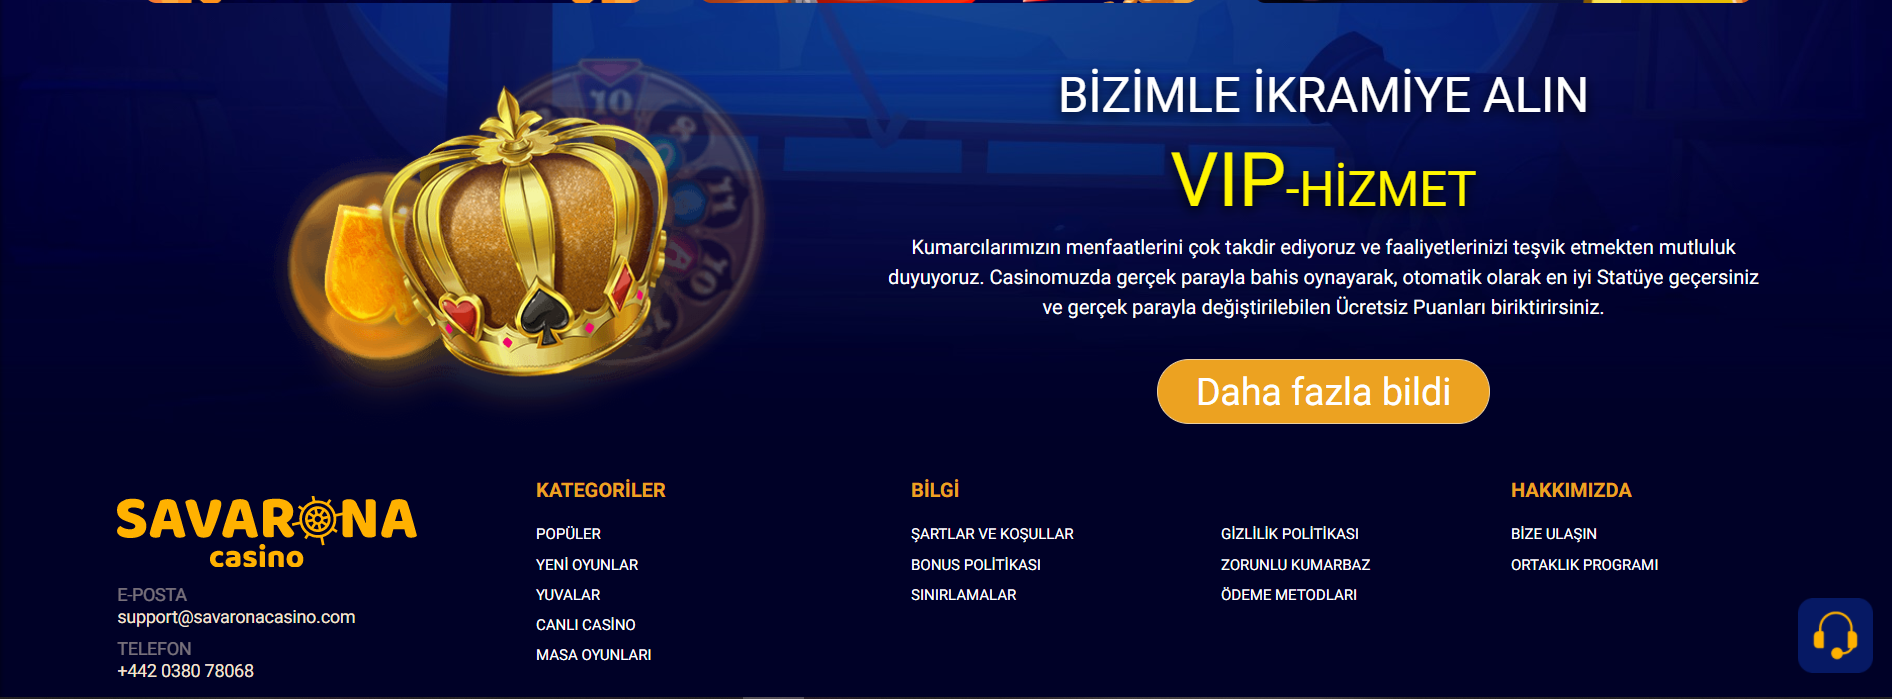 BİZİMLE İKRAMİYE ALIN
VIP-HİZMET
Kumarcılarımızın menfaatlerini çok takdir ediyoruz ve faaliyetlerinizi teşvik etmekten mutluluk
duyuyoruz. Casinomuzda gerçek parayla bahis oynayarak, otomatik olarak en iyi Statüye geçersiniz
ve gerçek parayla değiştirilebilen Ücretsiz Puanları biriktirirsiniz.
Daha fazla bildi
SAVARONA
casino
E-POSTA
support@savaronacasino.com
TELEFON
+442 0380 78068
KATEGORİLER
POPÜLER
YENİ OYUNLAR
YUVALAR
CANLI CASİNO
MASA OYUNLARI
BİLGİ
ŞARTLAR VE KOŞULLAR
BONUS POLİTİKASI
SINIRLAMALAR
GİZLİLİK POLİTİKASI
ZORUNLU KUMARBAZ
ÖDEME METODLARI
HAKKIMIZDA
BİZE ULAŞIN
ORTAKLIK PROGRAMI